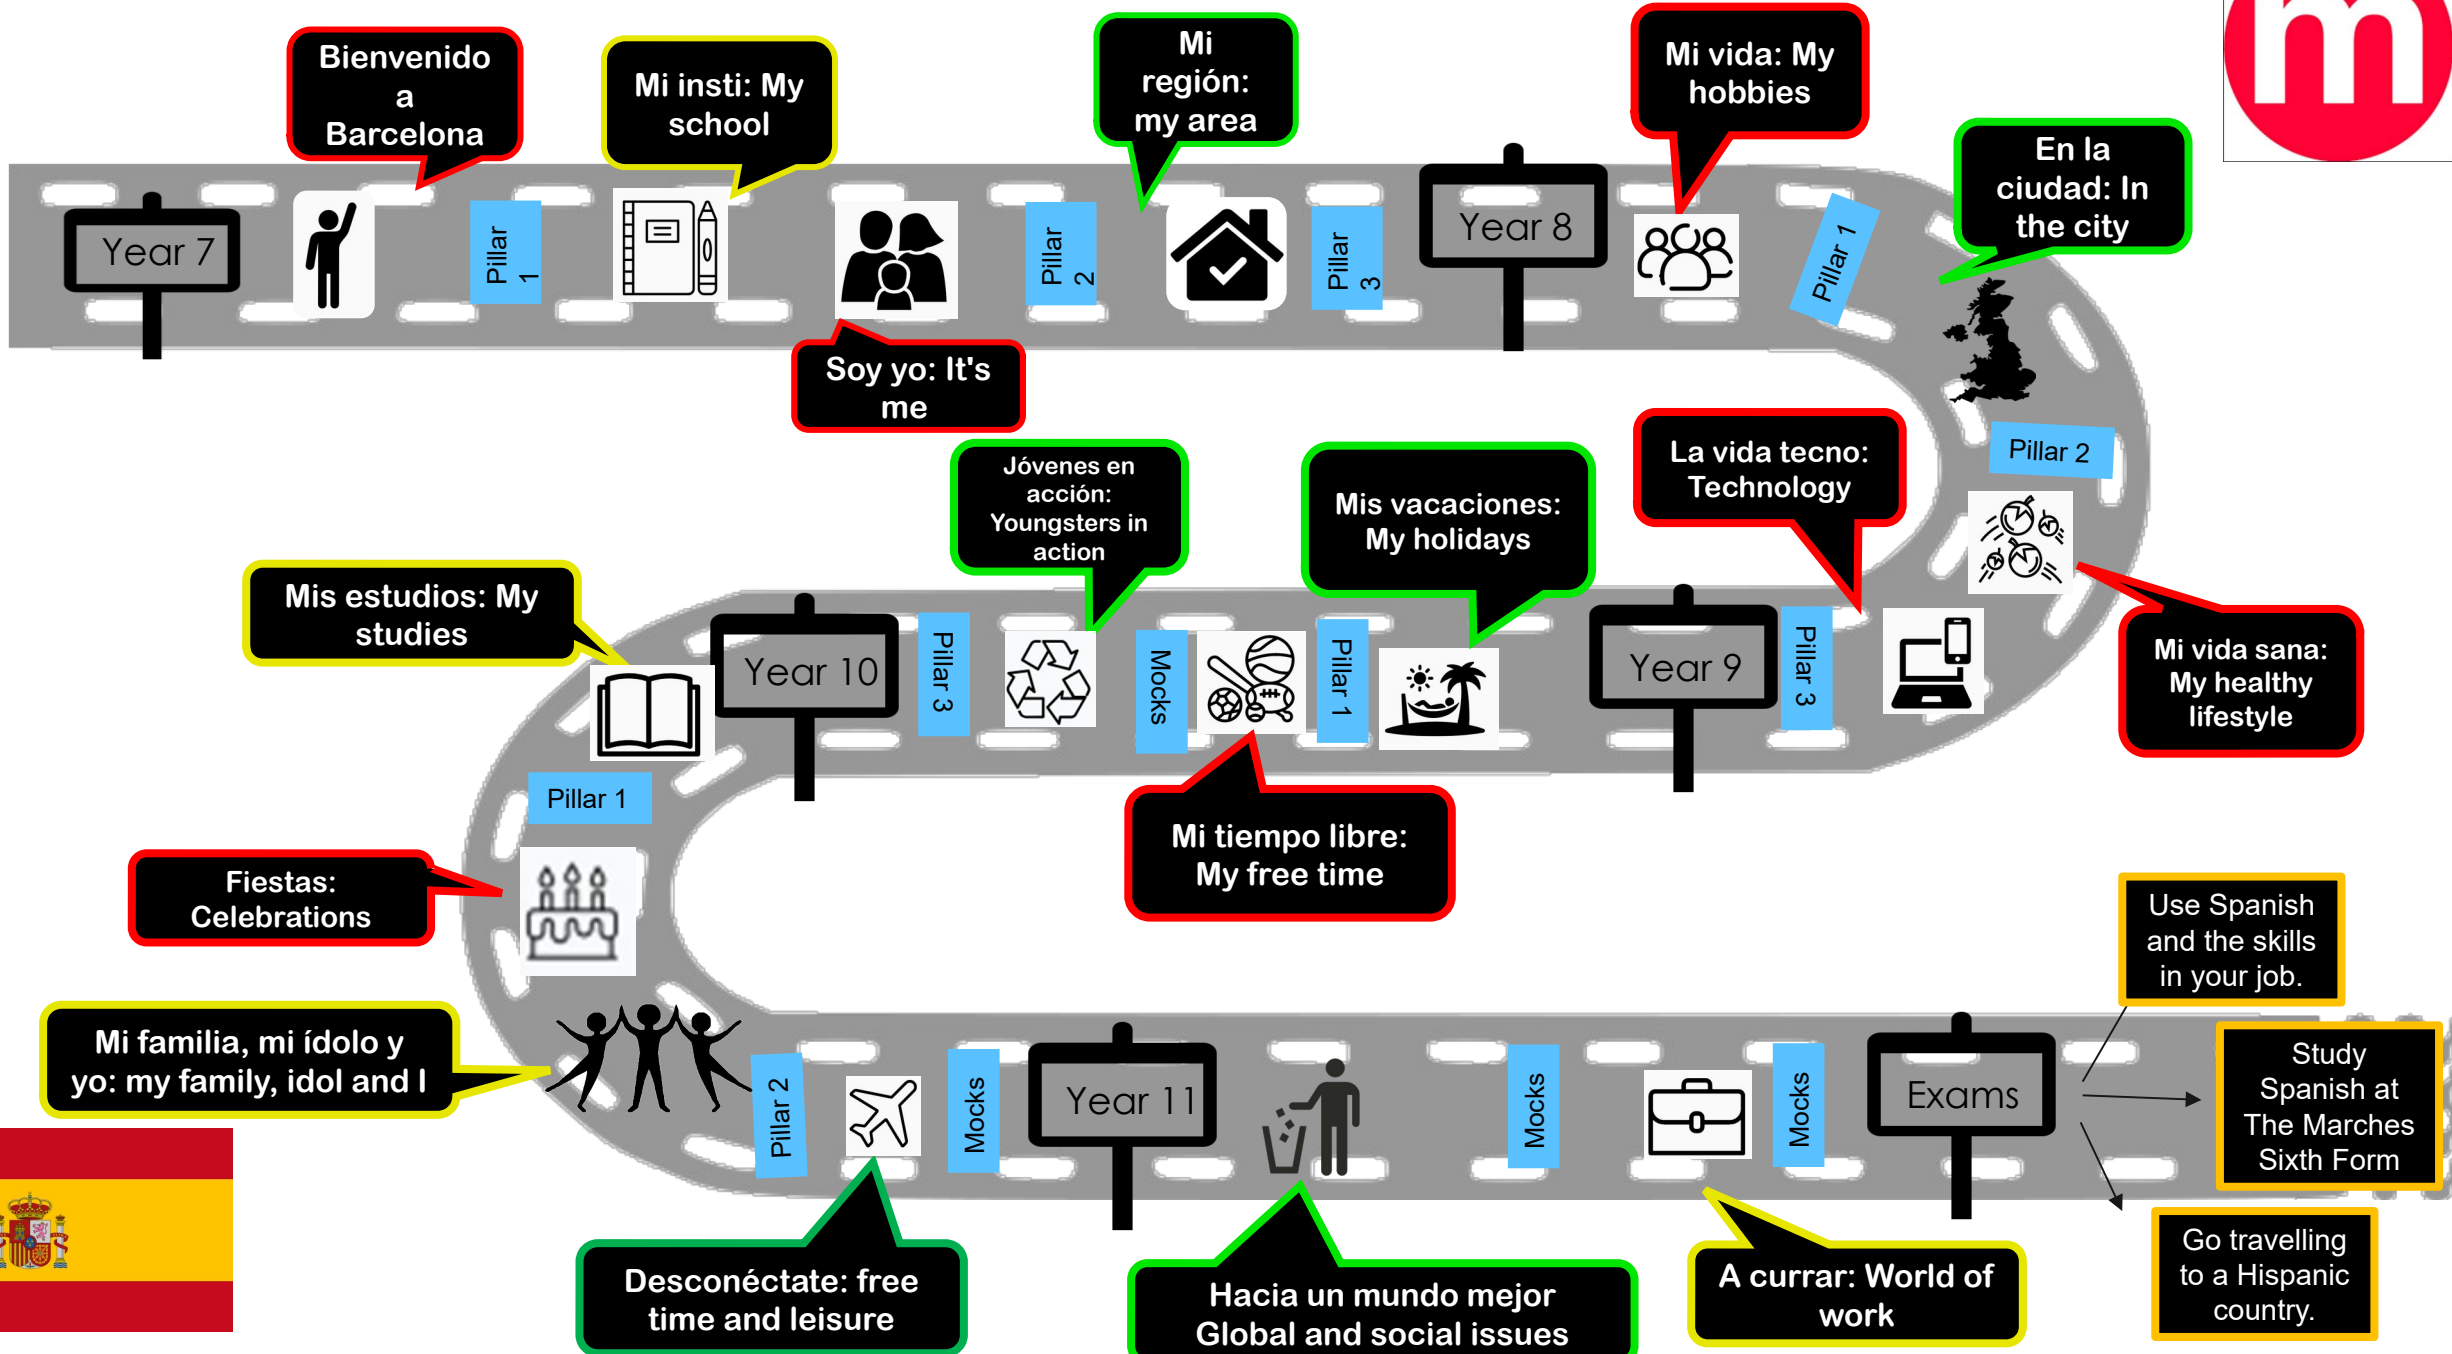 m
Bienvenido
a
Barcelona
Mi insti: My
school
Mi
región:
my area
Mi vida: My
hobbies
En la
ciudad: In
the city
Year 7
Pillar
1
Pillar
2
Pillar
3
Year 8
Pillar 1
Soy yo: It's
me
Pillar 2
La vida tecno:
Technology
Mi vida sana:
My healthy
lifestyle
Pillar 3
Year 9
Mis vacaciones:
My holidays
Pillar 1
Mi tiempo libre:
My free time
Mocks
Jóvenes en
acción:
Youngsters in
action
Pillar 3
Year 10
Mis estudios: My
studies
Pillar 1
Fiestas:
Celebrations
Mi familia, mi ídolo y
yo: my family, idol and I
Pillar 2
Desconéctate: free
time and leisure
Mocks
Year 11
Hacia un mundo mejor
Global and social issues
Mocks
A currar: World of
work
Mocks
Exams
Use Spanish
and the skills
in your job.
Study
Spanish at
The Marches
Sixth Form
Go travelling
to a Hispanic
country.